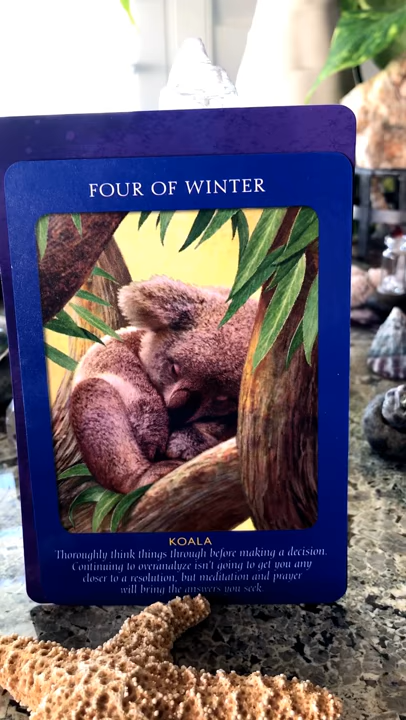 FOUR OF WINTER
KOALA
Thoroughly think things through before making a decision.
Continuing to overanalyze isn't going to get you any
closer to a resolution, but meditation and prayer
will bring the answers you seek.